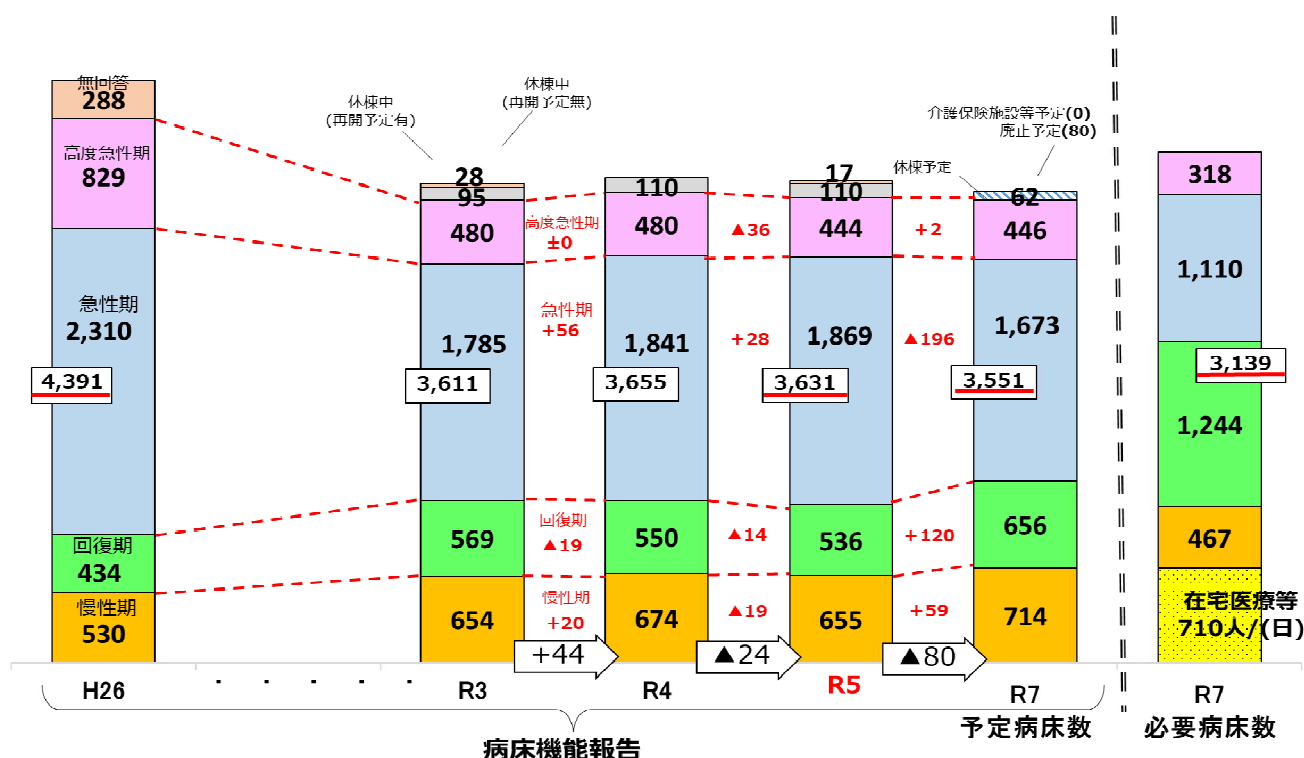 無回答
288
高度急性期
829
急性期
2,310
4,391
回復期
434
慢性期
530
H26
・ ・ ・ ・ ・
休棟中
(再開予定有)
休棟中
(再開予定無)
28
95
480
1,785
3,611
569
654
R3
高度急性期
±0
急性期
+56
回復期
▲19
慢性期
+20
+44
110
480
1,841
3,655
550
674
R4
▲36
+28
▲14
▲19
▲24
17
110
444
1,869
3,631
536
655
R5
+2
▲196
+120
+59
▲80
介護保険施設等予定(0)
廃止予定(80)
休棟予定
62
446
1,673
3,551
656
714
R7
予定病床数
病床機能報告
318
1,110
3,139
1,244
467
在宅医療等
710人/(日)
R7
必要病床数